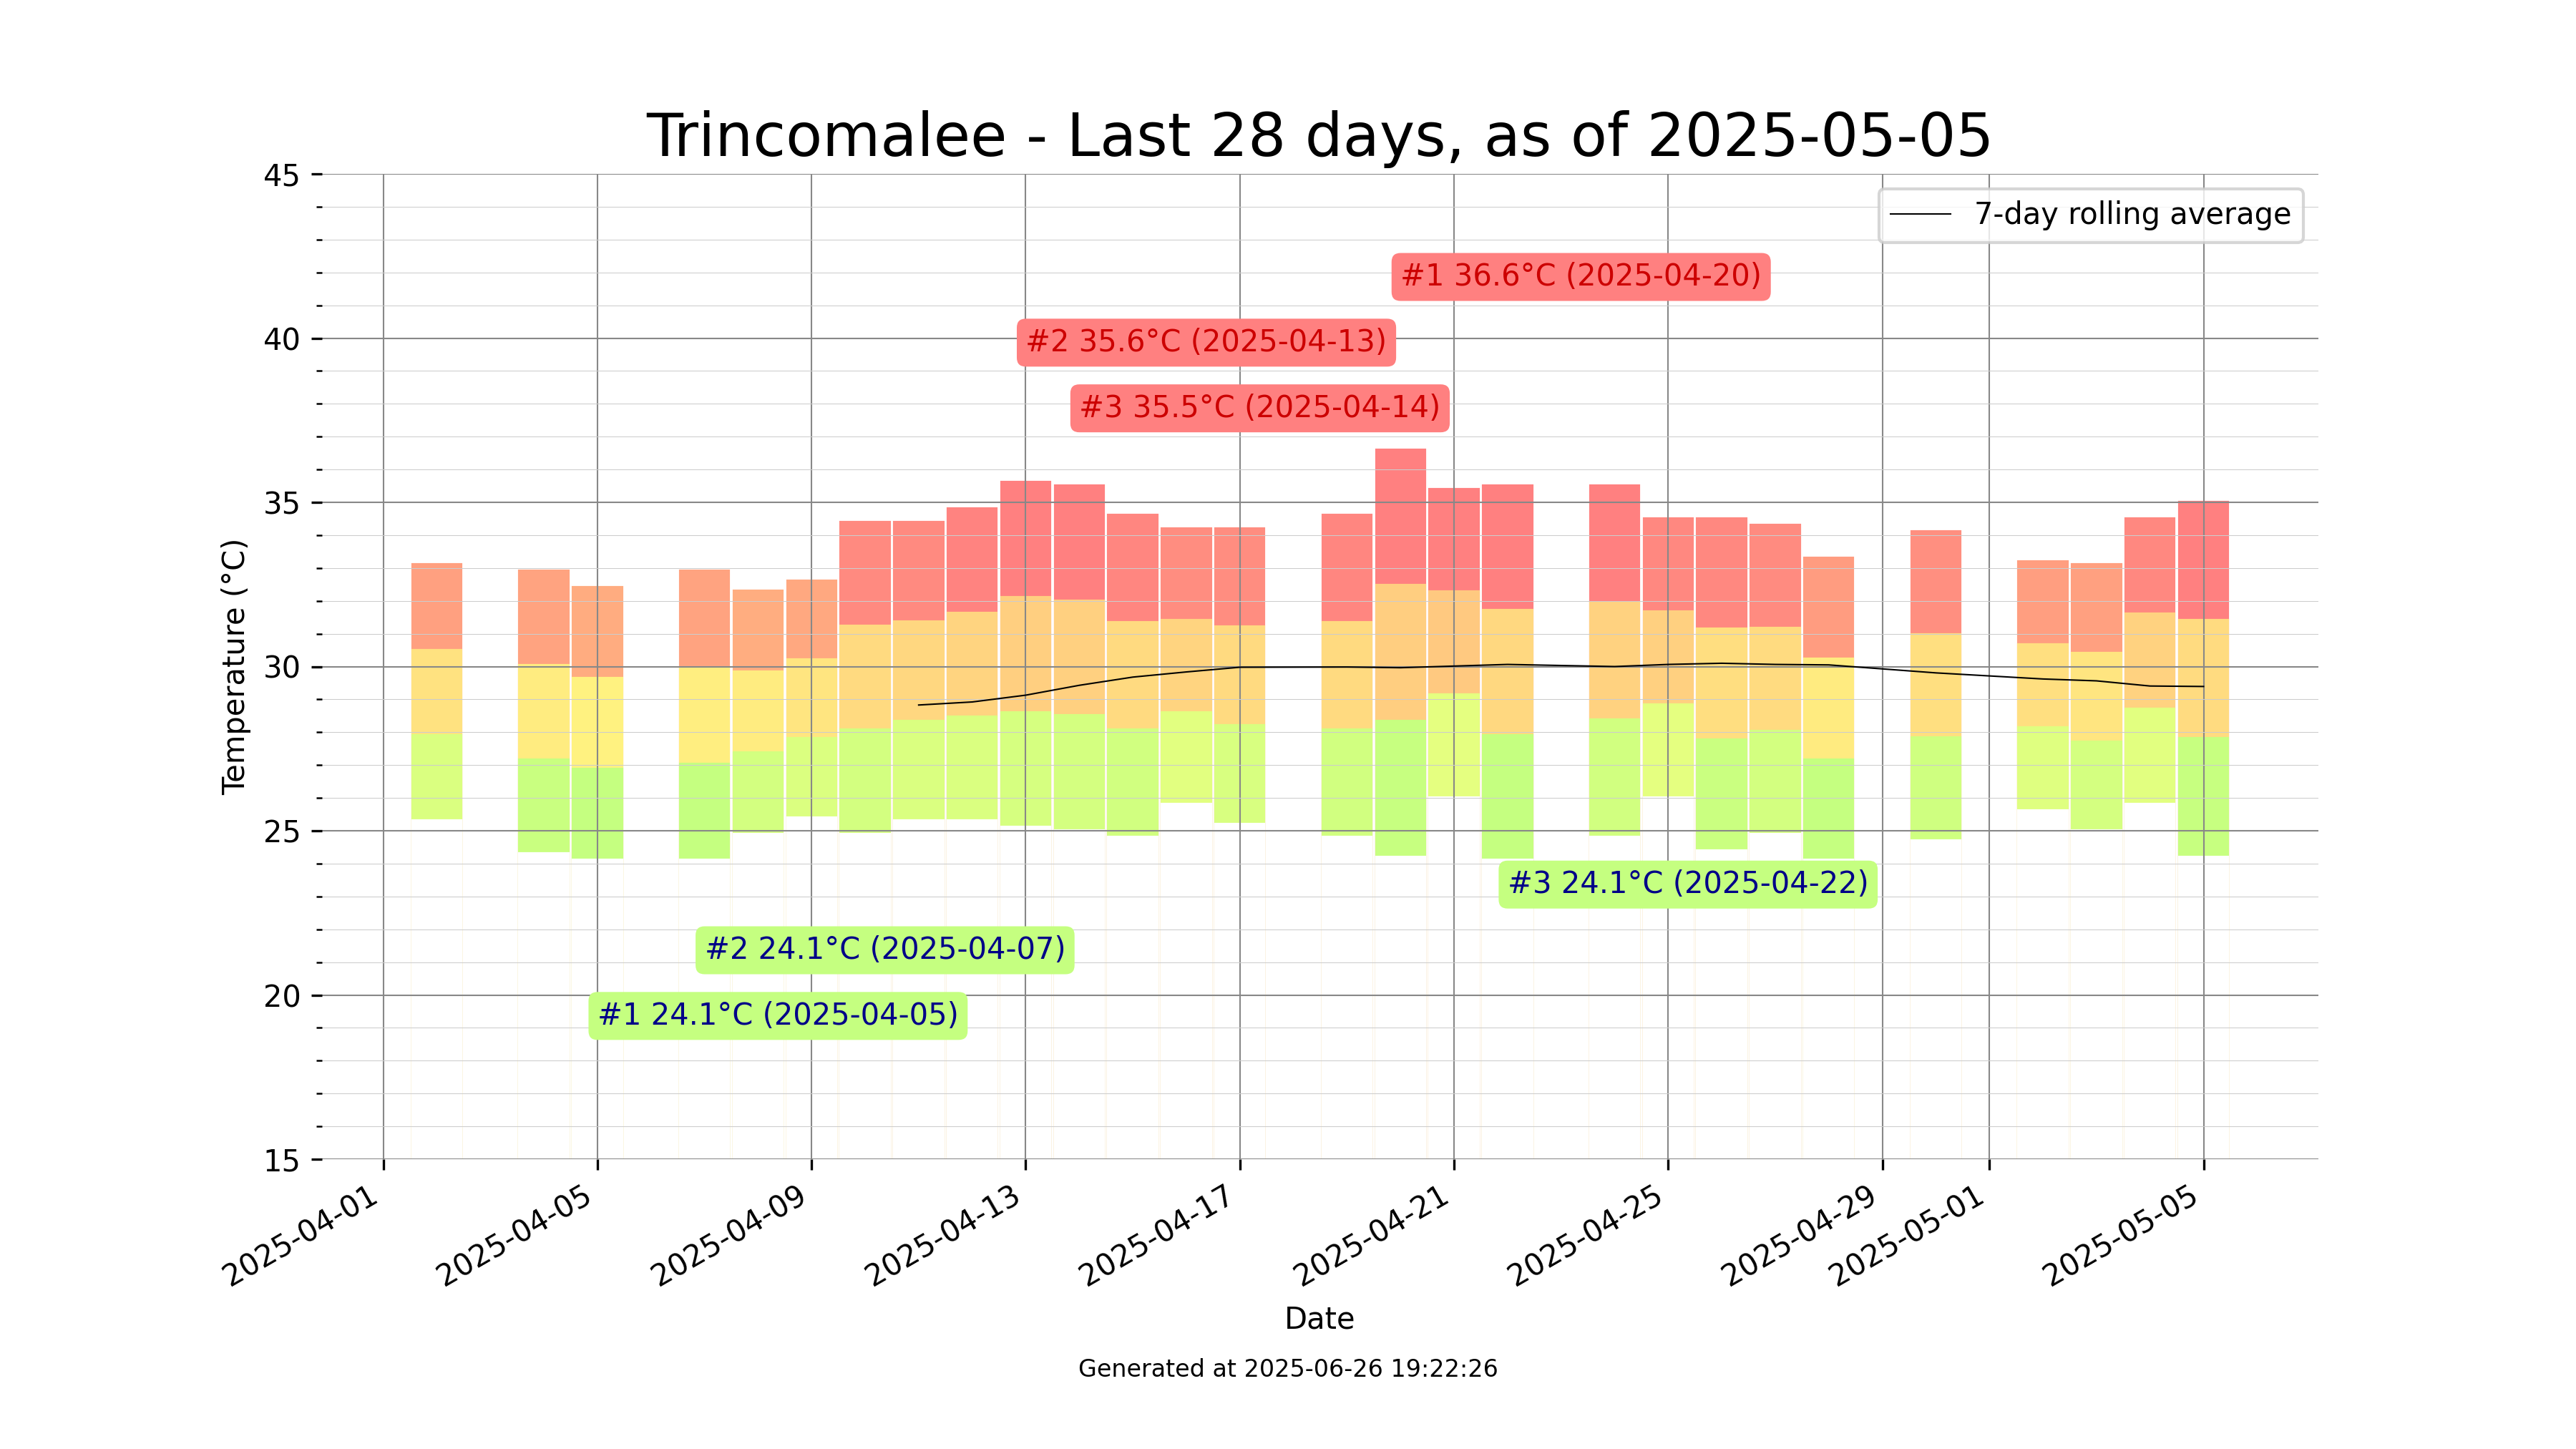 Trincomalee - Last 28 days, as of 2025-05-05
45
40
35
30
25
20
15
Temperature (°C)
7-day rolling average
#1 36.6°C (2025-04-20)
#2 35.6°C (2025-04-13)
#3 35.5°C (2025-04-14)
#3 24.1°C (2025-04-22)
#2 24.1°C (2025-04-07)
#1 24.1°C (2025-04-05)
2025-04-01
2025-04-05
2025-04-09
2025-04-13
2025-04-17
2025-04-21
2025-04-25
2025-04-29
2025-05-01
2025-05-05
Date
Generated at 2025-06-26 19:22:26